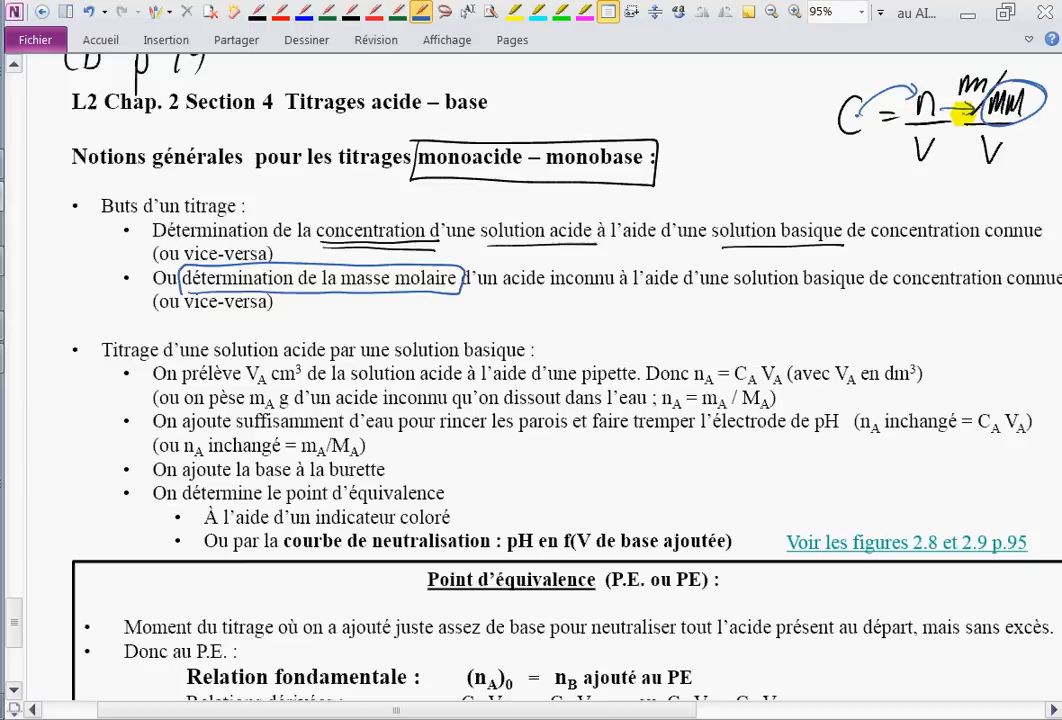 95%
au AI...
Fichier Accueil Insertion Partager Dessiner Révision Affichage Pages
L2 Chap. 2 Section 4 Titrages acide – base
C = n/V m/MM V
Notions générales pour les titrages monoacide – monobase :
• Buts d’un titrage :
• Détermination de la concentration d’une solution acide à l’aide d’une solution basique de concentration connue
(ou vice-versa)
• Ou détermination de la masse molaire d’un acide inconnu à l’aide d’une solution basique de concentration connue
(ou vice-versa)
• Titrage d’une solution acide par une solution basique :
• On prélève VA cm³ de la solution acide à l’aide d’une pipette. Donc nA = CA VA (avec VA en dm³)
(ou on pèse mA g d’un acide inconnu qu’on dissout dans l’eau ; nA = mA / MA)
• On ajoute suffisamment d’eau pour rincer les parois et faire tremper l’électrode de pH (nA inchangé = CA VA)
(ou nA inchangé = mA/MA)
• On ajoute la base à la burette
• On détermine le point d’équivalence
• À l’aide d’un indicateur coloré
• Ou par la courbe de neutralisation : pH en f(V de base ajoutée) Voir les figures 2.8 et 2.9 p.95
Point d’équivalence (P.E. ou PE) :
• Moment du titrage où on a ajouté juste assez de base pour neutraliser tout l’acide présent au départ, mais sans excès.
• Donc au P.E. :
Relation fondamentale : (nA)0 = nB ajouté au PE